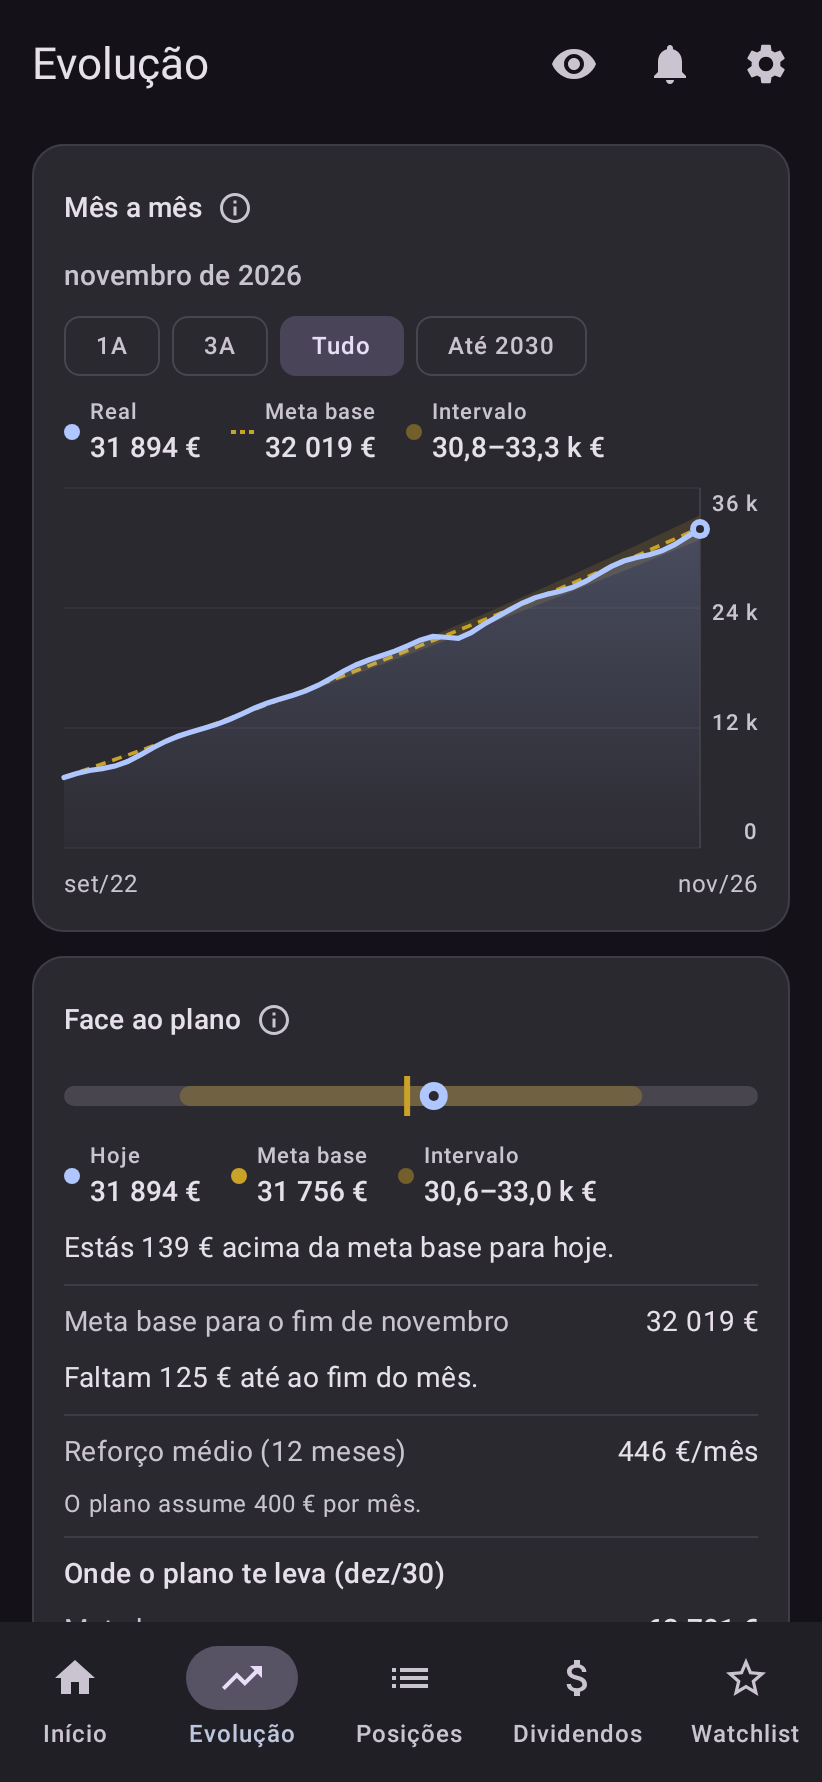 Evolução
Mês a mês
novembro de 2026
1A 3A Tudo Até 2030
Real Meta base Intervalo
31 894 € 32 019 € 30,8–33,3 k €
36 k
24 k
12 k
0
set/22 nov/26
Face ao plano
Hoje Meta base Intervalo
31 894 € 31 756 € 30,6–33,0 k €
Estás 139 € acima da meta base para hoje.
Meta base para o fim de novembro 32 019 €
Faltam 125 € até ao fim do mês.
Reforço médio (12 meses) 446 €/mês
O plano assume 400 € por mês.
Onde o plano te leva (dez/30)
Início Evolução Posições Dividendos Watchlist